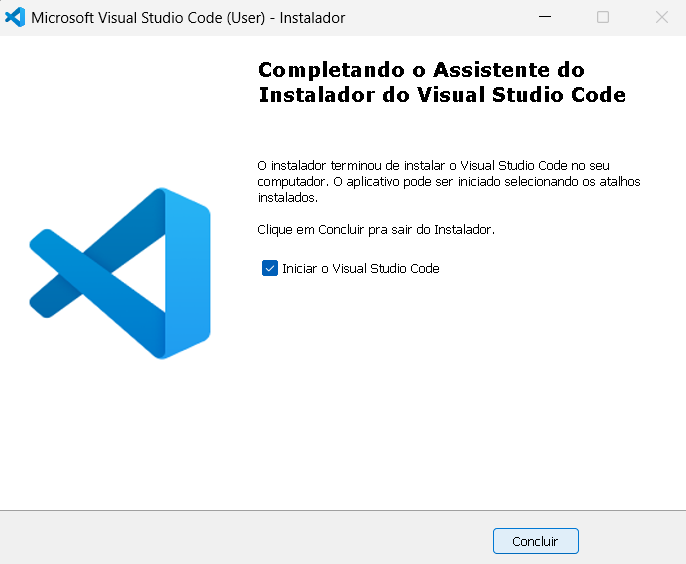 Microsoft Visual Studio Code (User) - Instalador
Completando o Assistente do
Instalador do Visual Studio Code
O instalador terminou de instalar o Visual Studio Code no seu
computador. O aplicativo pode ser iniciado selecionando os atalhos
instalados.
Clique em Concluir pra sair do Instalador.
Iniciar o Visual Studio Code
Concluir